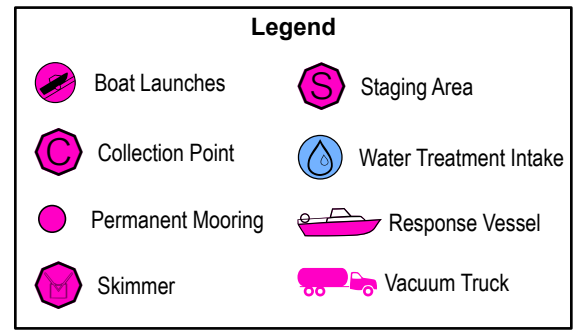 Legend
Boat Launches
S Staging Area
C Collection Point
Water Treatment Intake
Permanent Mooring
Response Vessel
Skimmer
Vacuum Truck